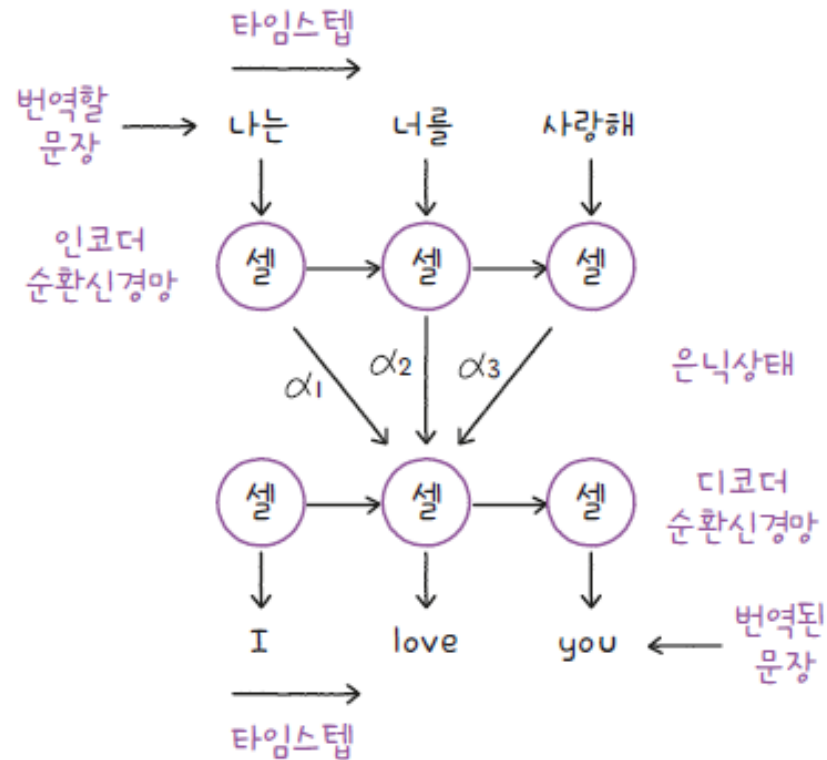 타임스텝
번역할
문장
나는 너를 사랑해
인코더
순환신경망
셀 셀 셀
α1 α2 α3
은닉상태
셀 셀 셀
디코더
순환신경망
I love you
번역된
문장
타임스텝